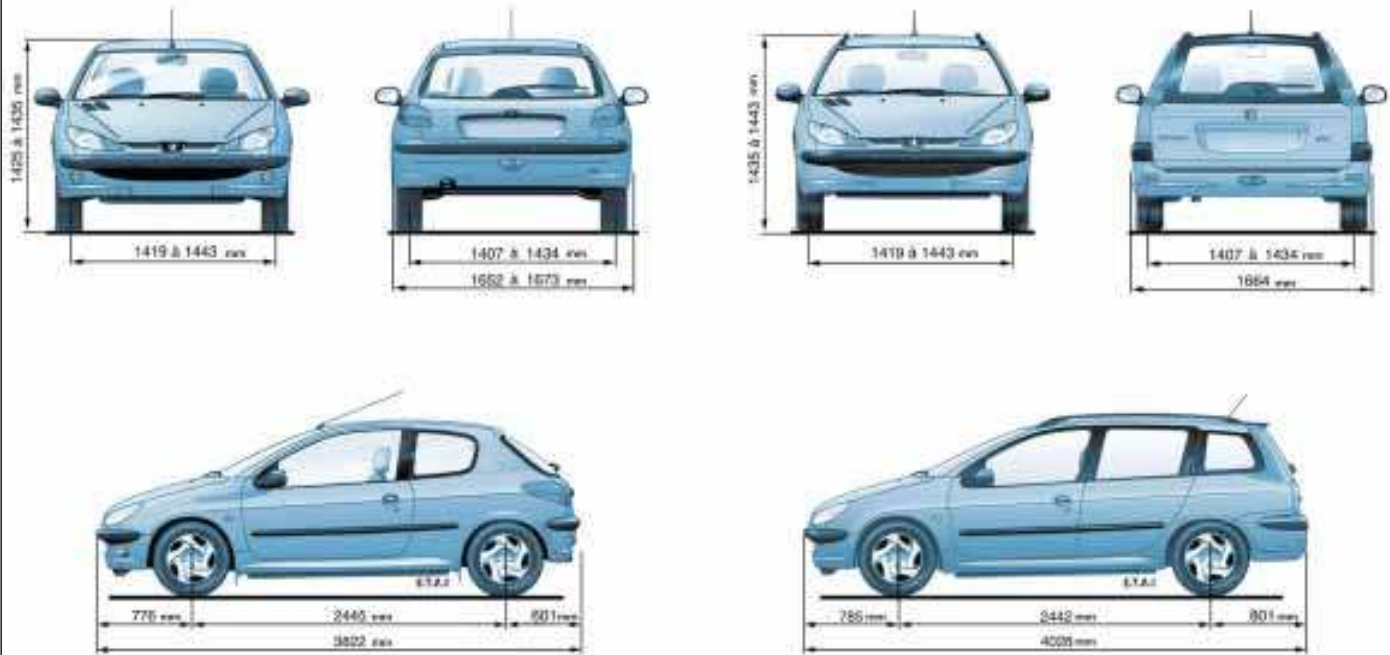 1425 à 1435 mm
1419 à 1443 mm
1407 à 1434 mm
1652 à 1673 mm
1435 à 1443 mm
1419 à 1443 mm
1407 à 1434 mm
1664 mm
E.T.A.I
776 mm
2445 mm
601 mm
3822 mm
E.T.A.I
785 mm
2442 mm
801 mm
4028 mm